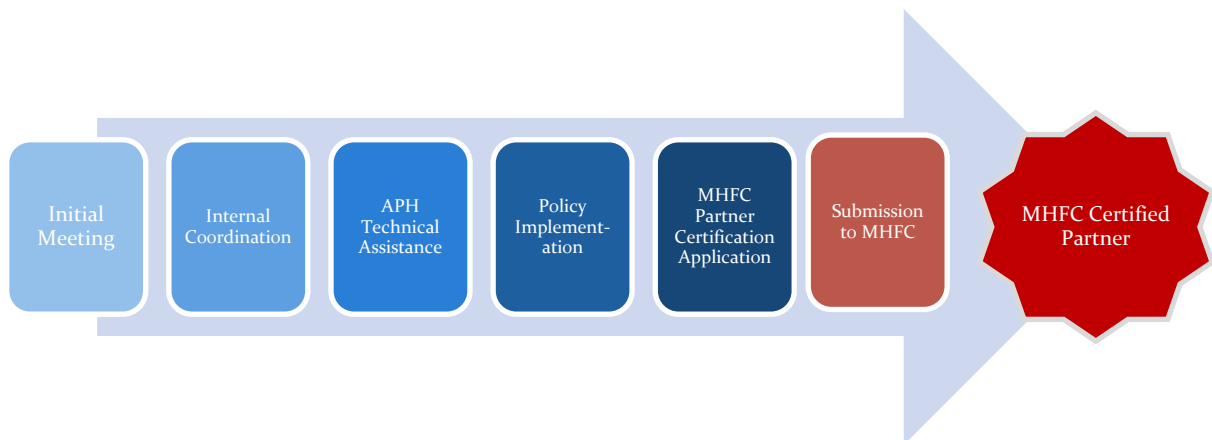 Initial
Meeting
Internal
Coordination
APH
Technical
Assistance
Policy
Implement-
ation
MHFC
Partner
Certification
Application
Submission
to MHFC
MHFC Certified
Partner